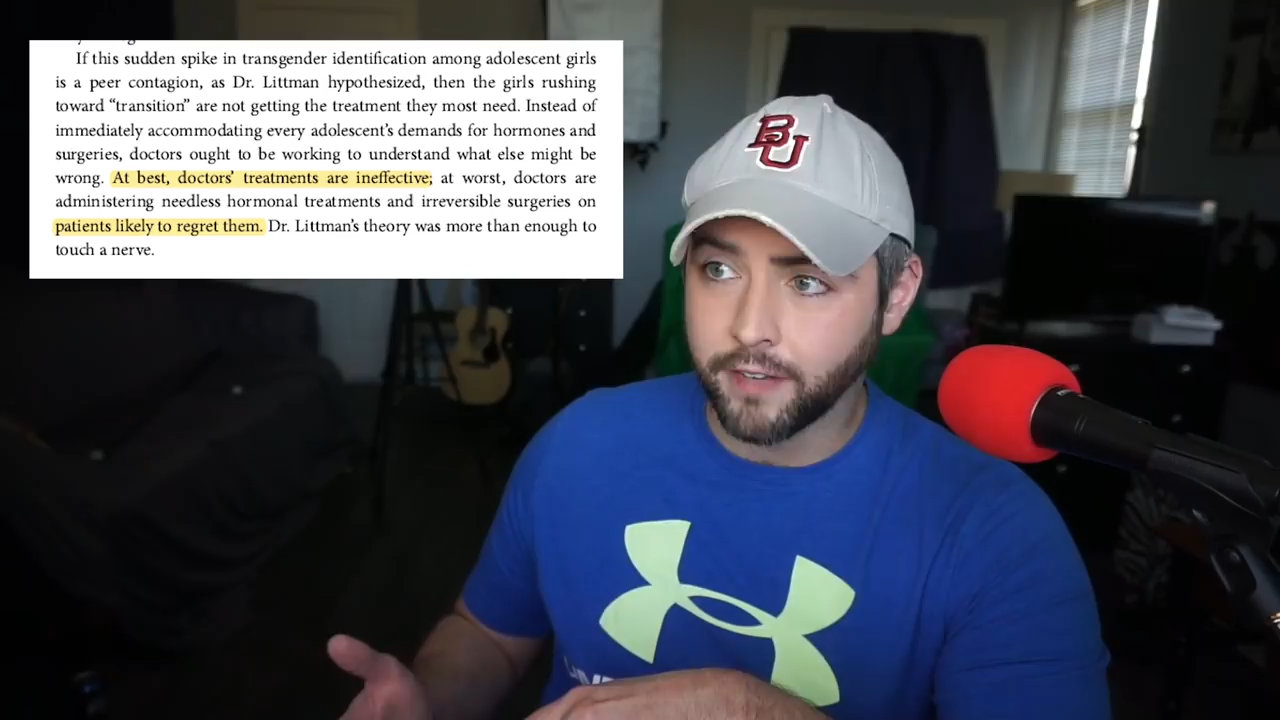 If this sudden spike in transgender identification among adolescent girls
is a peer contagion, as Dr. Littman hypothesized, then the girls rushing
toward “transition” are not getting the treatment they most need. Instead of
immediately accommodating every adolescent’s demands for hormones and
surgeries, doctors ought to be working to understand what else might be
wrong. At best, doctors’ treatments are ineffective; at worst, doctors are
administering needless hormonal treatments and irreversible surgeries on
patients likely to regret them. Dr. Littman’s theory was more than enough to
touch a nerve.
BU